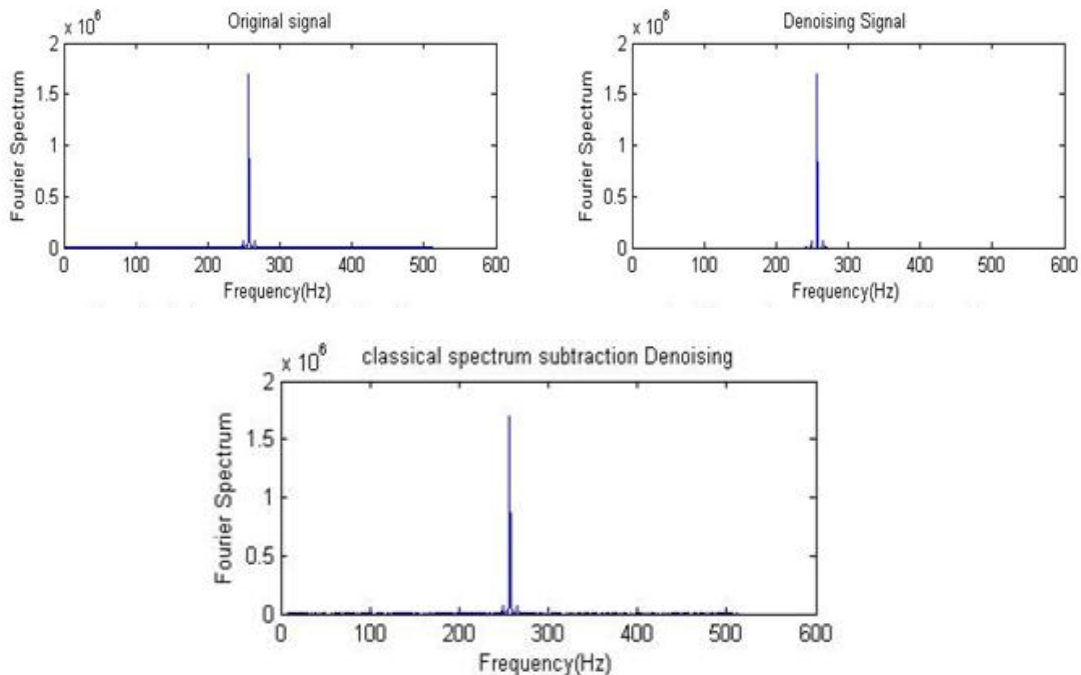 Original signal
x 10^6
2
1.5
1
0.5
0
Fourier Spectrum
0 100 200 300 400 500 600
Frequency(Hz)
Denoising Signal
x 10^6
2
1.5
1
0.5
0
Fourier Spectrum
0 100 200 300 400 500 600
Frequency(Hz)
classical spectrum subtraction Denoising
x 10^6
2
1.5
1
0.5
0
Fourier Spectrum
0 100 200 300 400 500 600
Frequency(Hz)